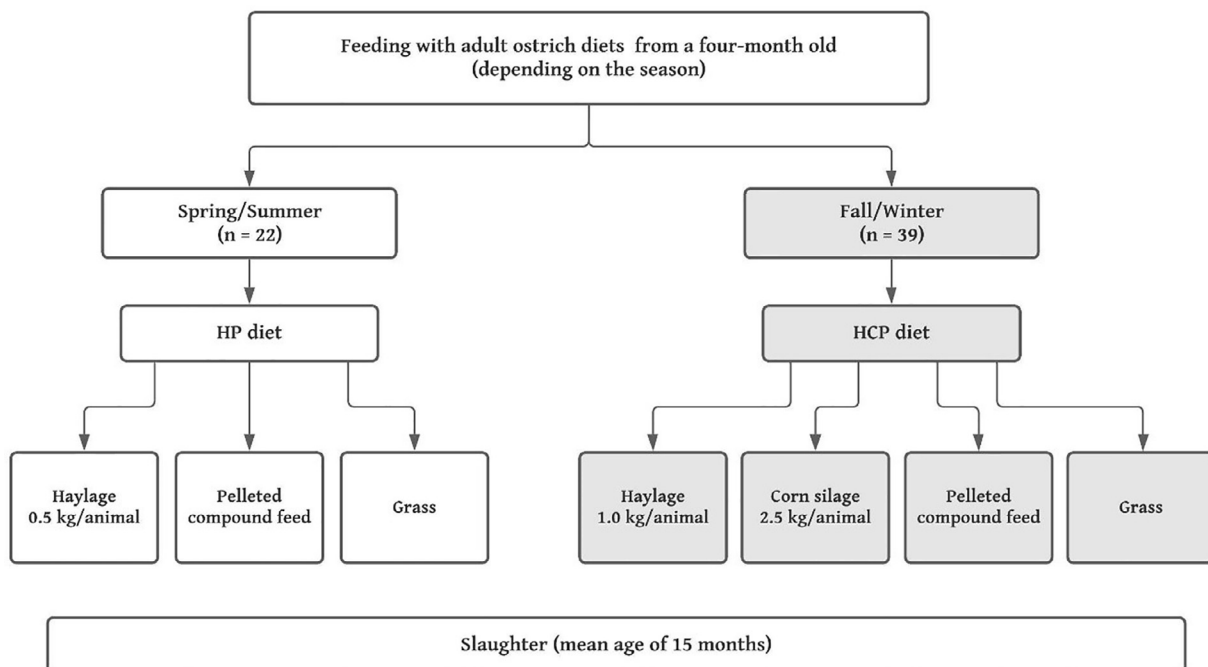 Feeding with adult ostrich diets from a four-month old
(depending on the season)
Spring/Summer
(n = 22)
Fall/Winter
(n = 39)
HP diet
HCP diet
Haylage
0.5 kg/animal
Pelleted
compound feed
Grass
Haylage
1.0 kg/animal
Corn silage
2.5 kg/animal
Pelleted
compound feed
Grass
Slaughter (mean age of 15 months)